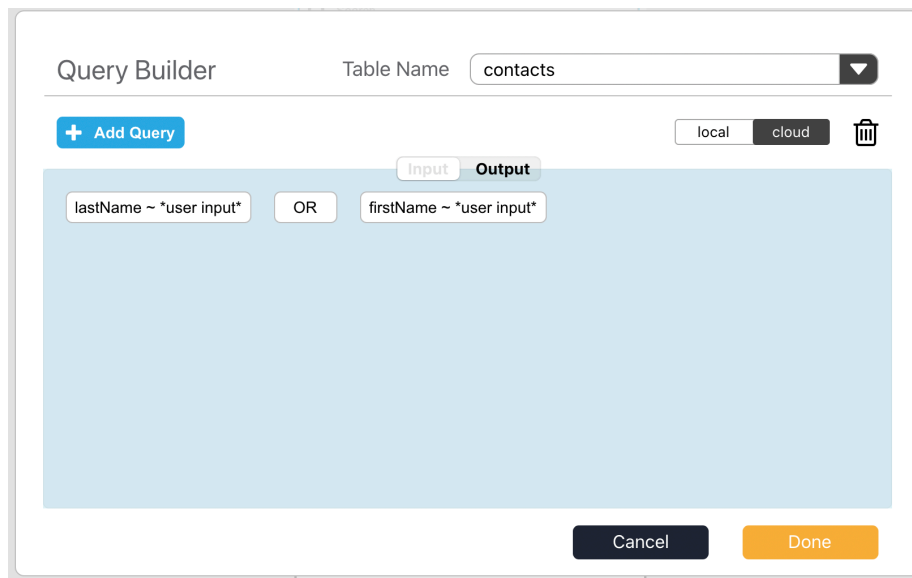 Query Builder
Table Name
contacts
Add Query
local
cloud
Input
Output
lastName ~ *user input*
OR
firstName ~ *user input*
Cancel
Done